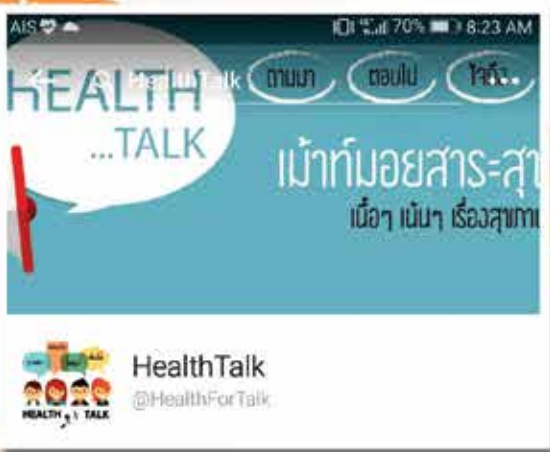 AIS 70% 8:23 AM
HealthTalk ถามมา ตอบไป
HEALTH
...TALK
เม้าท์มอยสาระ-สุ
เนื้อๆ เน้นๆ เรื่องสุขภา
HealthTalk
@HealthForTalk
HEALTH TALK